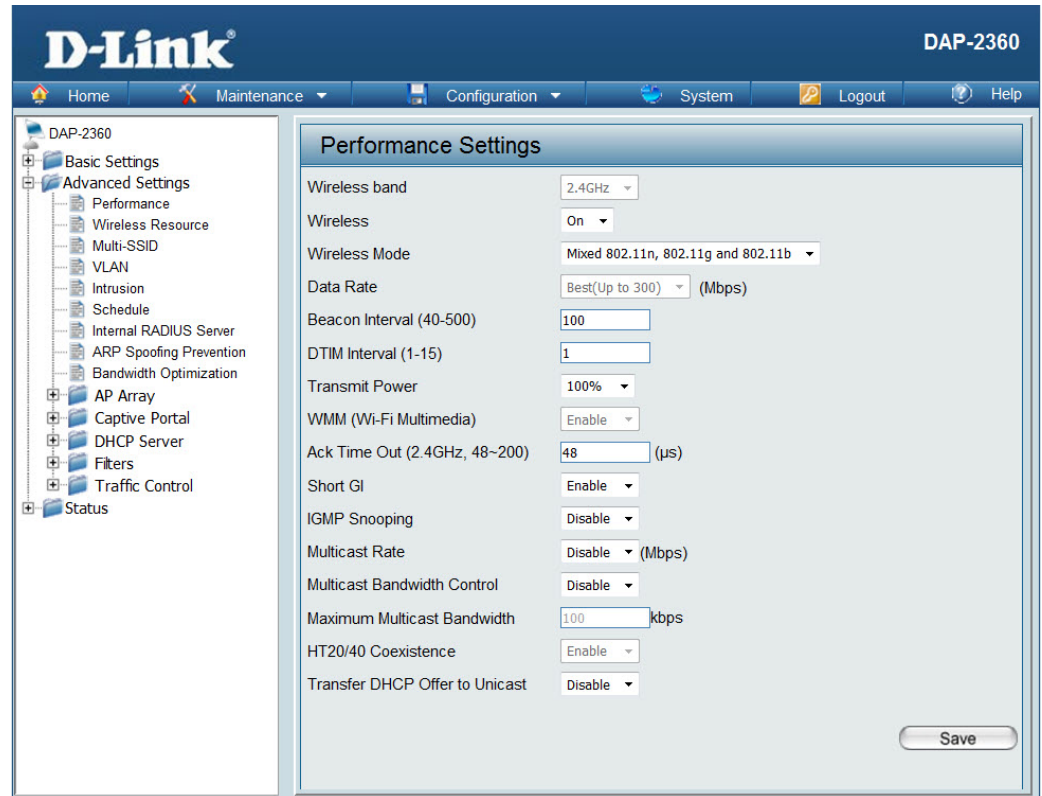 D-Link®
DAP-2360
Home Maintenance Configuration System Logout Help
DAP-2360
Basic Settings
Advanced Settings
Performance
Wireless Resource
Multi-SSID
VLAN
Intrusion
Schedule
Internal RADIUS Server
ARP Spoofing Prevention
Bandwidth Optimization
AP Array
Captive Portal
DHCP Server
Filters
Traffic Control
Status
Performance Settings
Wireless band 2.4GHz
Wireless On
Wireless Mode Mixed 802.11n, 802.11g and 802.11b
Data Rate Best(Up to 300) (Mbps)
Beacon Interval (40-500) 100
DTIM Interval (1-15) 1
Transmit Power 100%
WMM (Wi-Fi Multimedia) Enable
Ack Time Out (2.4GHz, 48~200) 48 (μs)
Short GI Enable
IGMP Snooping Disable
Multicast Rate Disable (Mbps)
Multicast Bandwidth Control Disable
Maximum Multicast Bandwidth 100 kbps
HT20/40 Coexistence Enable
Transfer DHCP Offer to Unicast Disable
Save